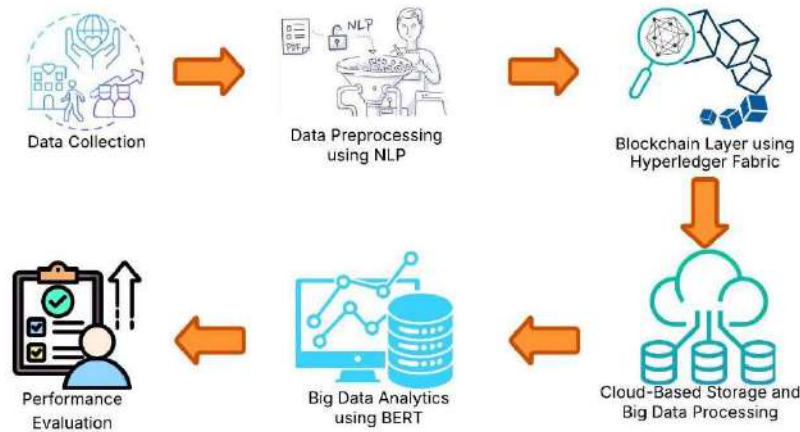 PDF
NLP
Data Collection
Data Preprocessing
using NLP
Blockchain Layer using
Hyperledger Fabric
Performance
Evaluation
Big Data Analytics
using BERT
Cloud-Based Storage and
Big Data Processing